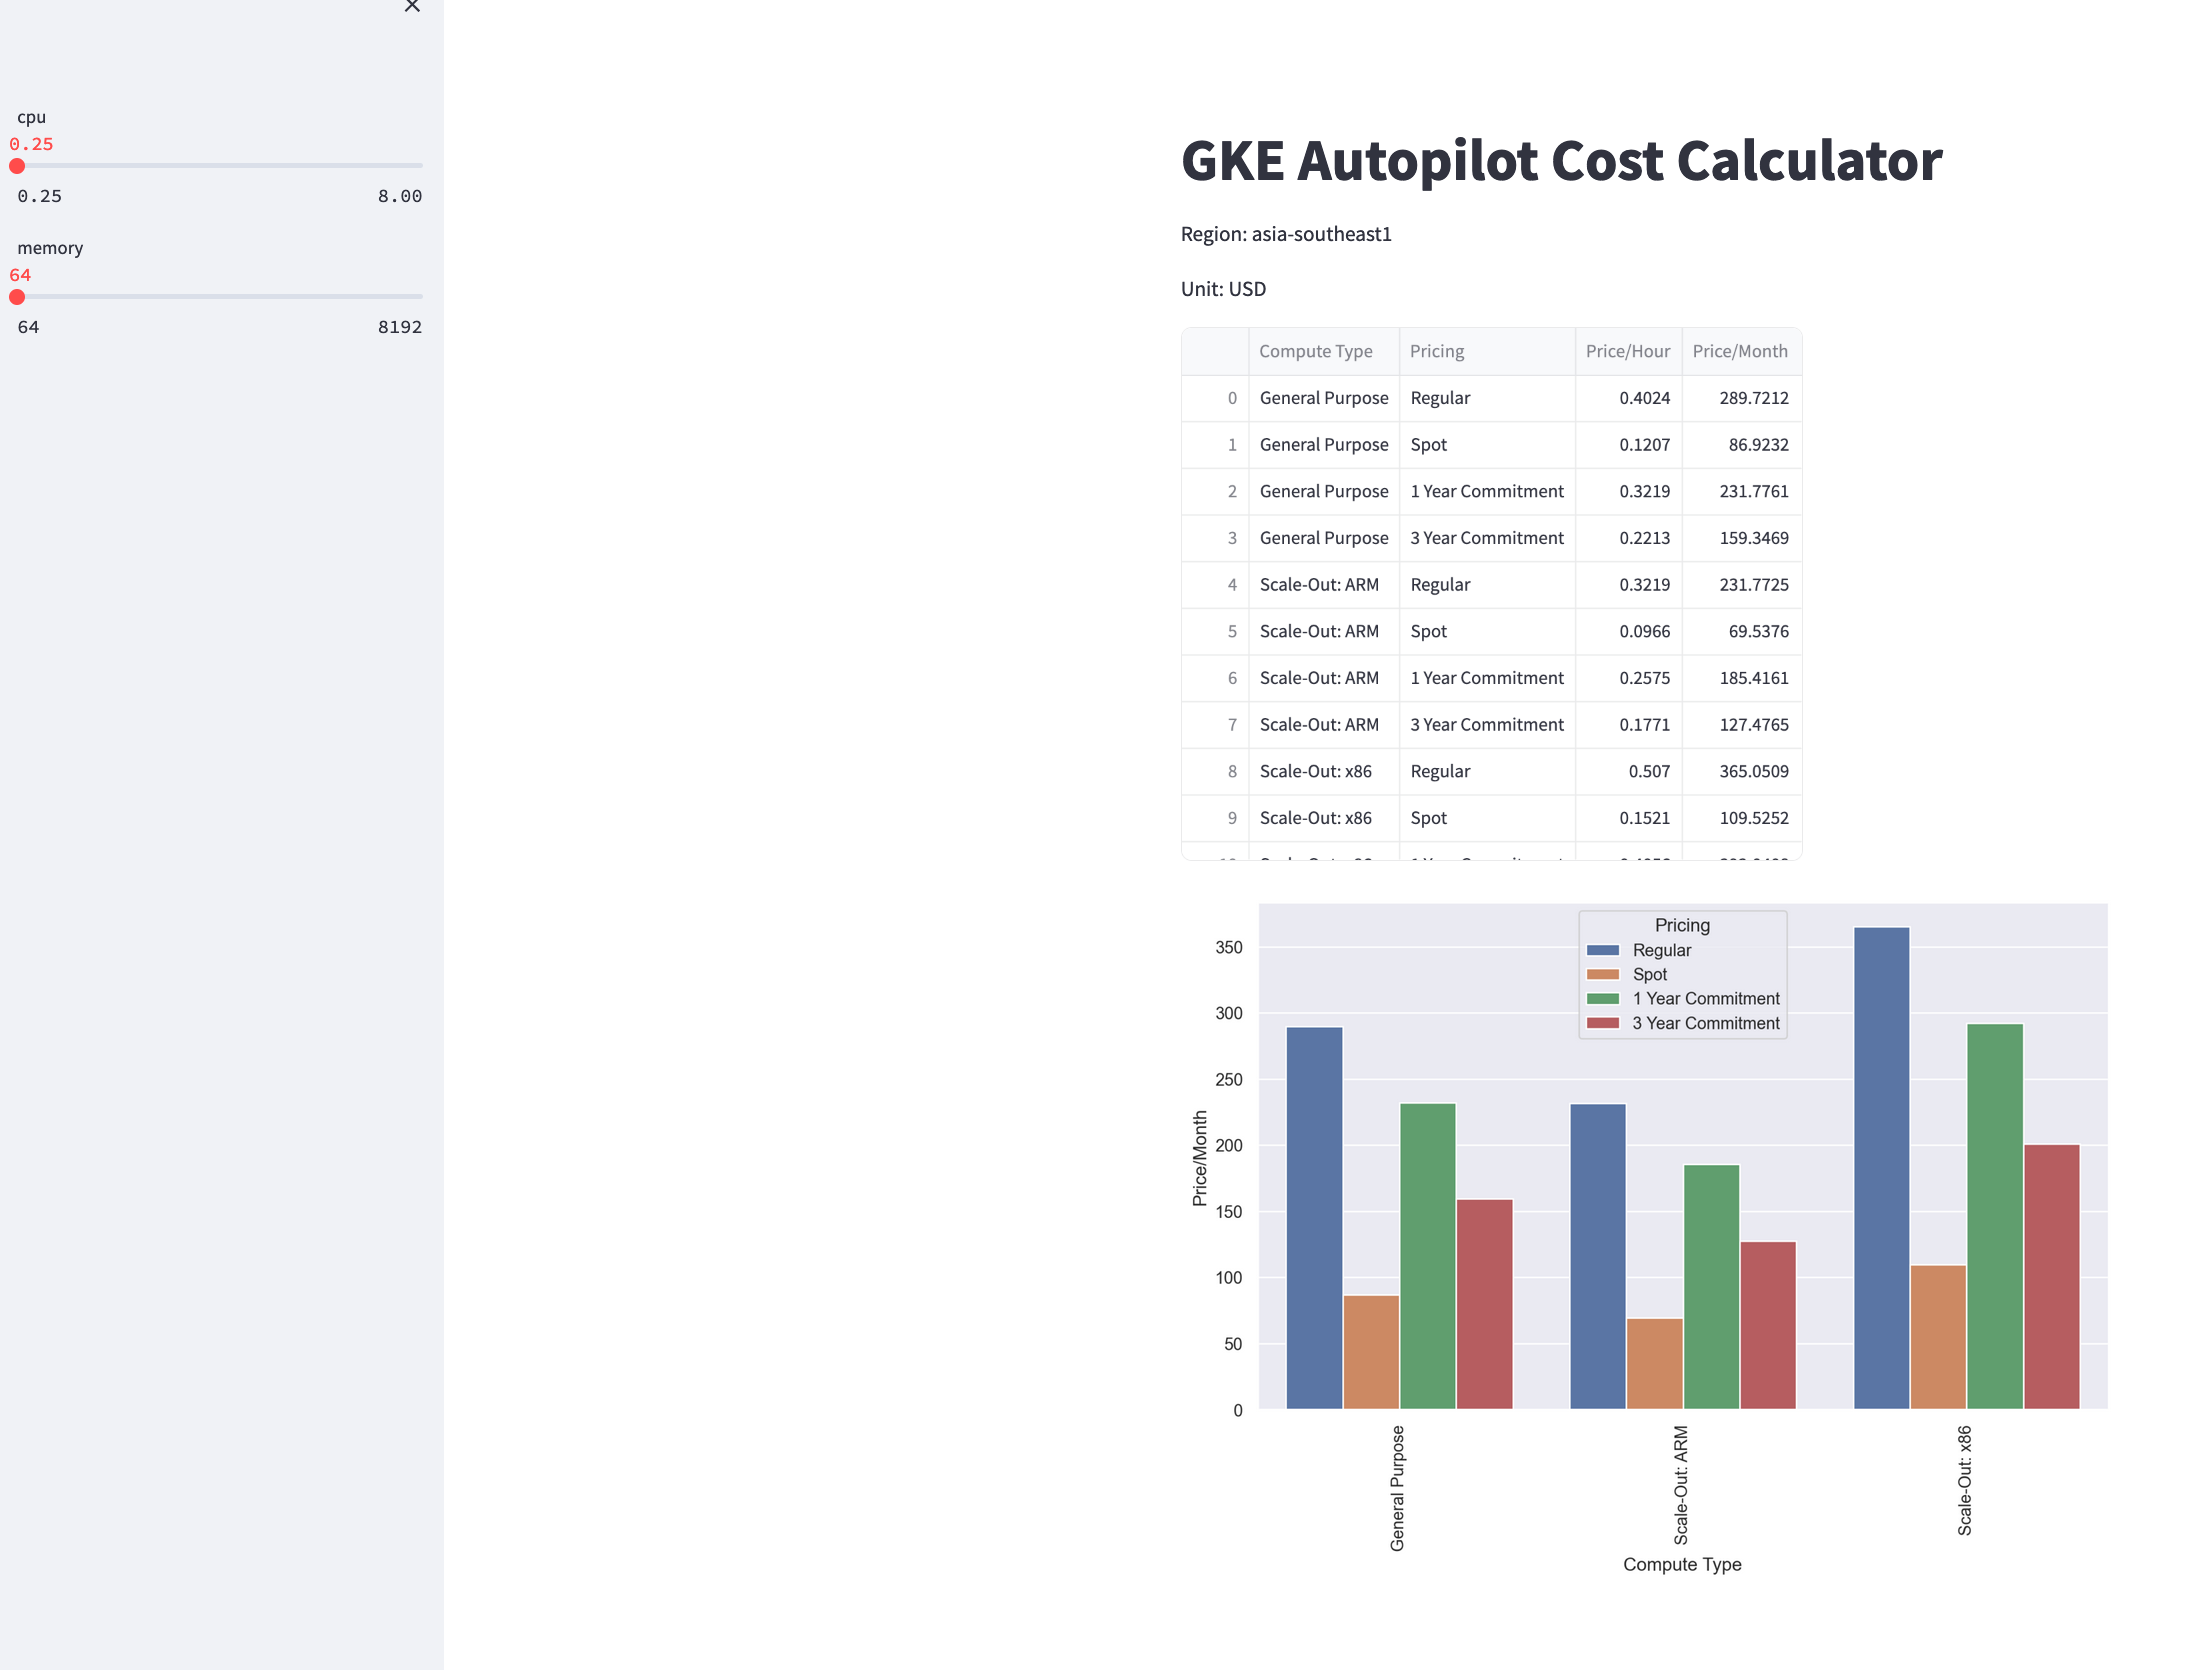 cpu
0.25
0.25 8.00
memory
64
64 8192
GKE Autopilot Cost Calculator
Region: asia-southeast1
Unit: USD
Compute Type Pricing Price/Hour Price/Month
0 General Purpose Regular 0.4024 289.7212
1 General Purpose Spot 0.1207 86.9232
2 General Purpose 1 Year Commitment 0.3219 231.7761
3 General Purpose 3 Year Commitment 0.2213 159.3469
4 Scale-Out: ARM Regular 0.3219 231.7725
5 Scale-Out: ARM Spot 0.0966 69.5376
6 Scale-Out: ARM 1 Year Commitment 0.2575 185.4161
7 Scale-Out: ARM 3 Year Commitment 0.1771 127.4765
8 Scale-Out: x86 Regular 0.507 365.0509
9 Scale-Out: x86 Spot 0.1521 109.5252
Pricing
Regular
Spot
1 Year Commitment
3 Year Commitment
350
300
250
200
150
100
50
0
Price/Month
General Purpose
Scale-Out: ARM
Scale-Out: x86
Compute Type